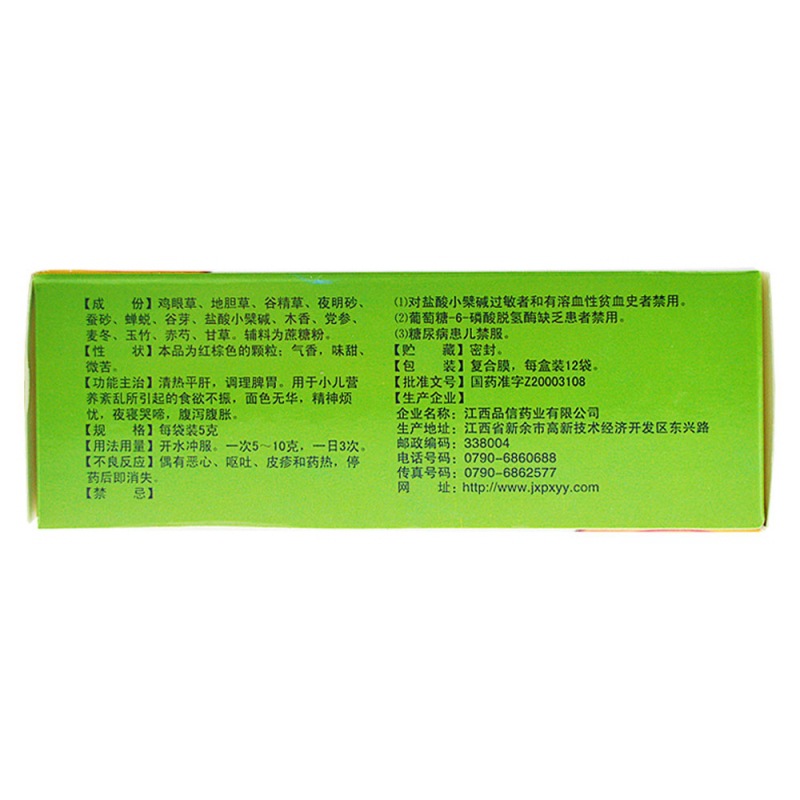 【成 份】鸡眼草、地胆草、谷精草、夜明砂、
蚕砂、蝉蜕、谷芽、盐酸小檗碱、木香、党参、
麦冬、玉竹、赤芍、甘草。辅料为蔗糖粉。
【性 状】本品为红棕色的颗粒；气香，味甜、
微苦。
【功能主治】清热平肝，调理脾胃。用于小儿营
养紊乱所引起的食欲不振，面色无华，精神烦
忧，夜寝哭啼，腹泻腹胀。
【规 格】每袋装5克
【用法用量】开水冲服。一次5～10克，一日3次。
【不良反应】偶有恶心、呕吐、皮疹和药热，停
药后即消失。
【禁 忌】
⑴对盐酸小檗碱过敏者和有溶血性贫血史者禁用。
⑵葡萄糖-6-磷酸脱氢酶缺乏患者禁用。
⑶糖尿病患儿禁服。
【贮 藏】密封。
【包 装】复合膜，每盒装12袋。
【批准文号】国药准字Z20003108
【生产企业】
企业名称：江西品信药业有限公司
生产地址：江西省新余市高新技术经济开发区东兴路
邮政编码：338004
电话号码：0790-6860688
传真号码：0790-6862577
网 址：http://www.jxpxyy.com